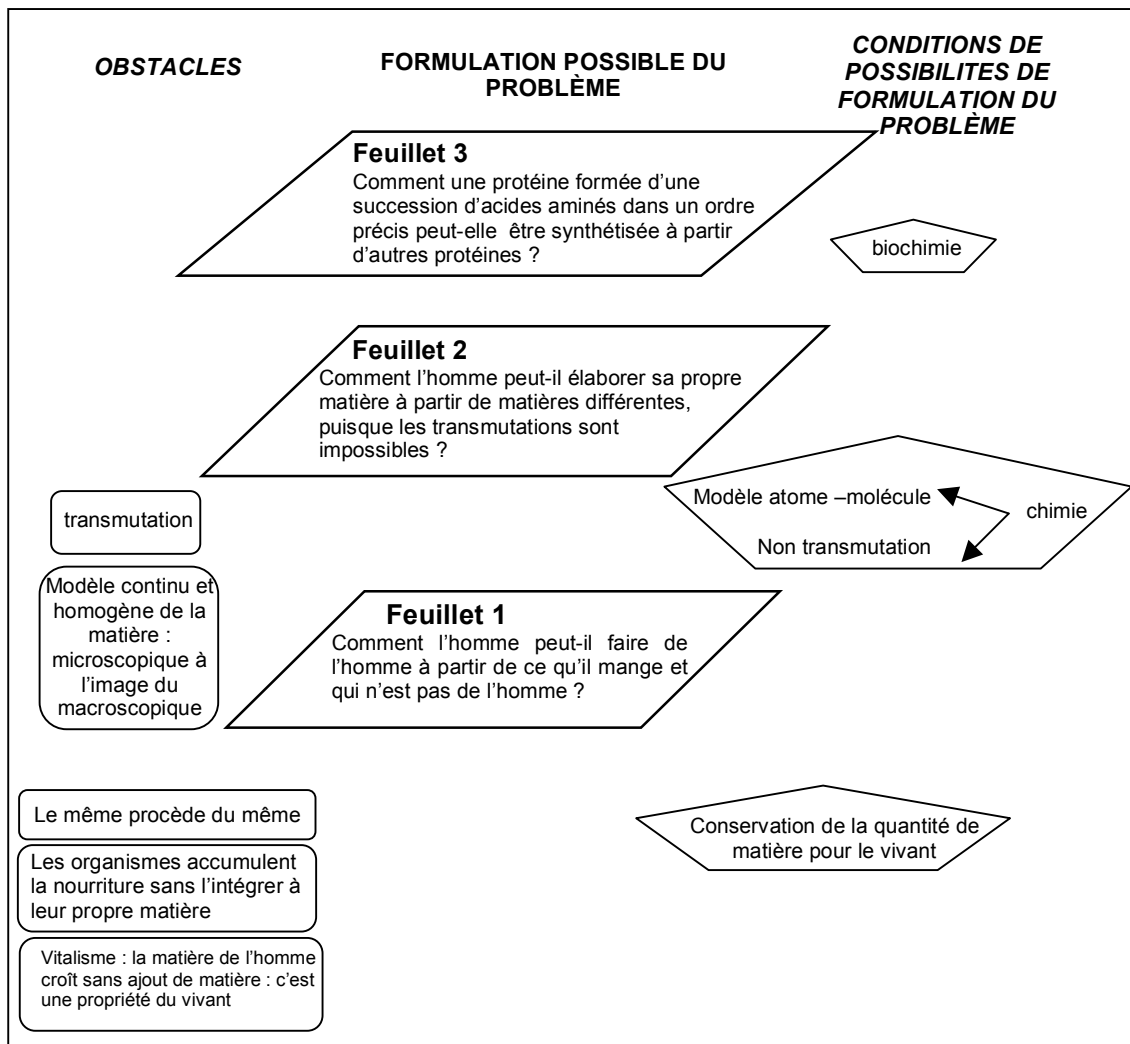 OBSTACLES
FORMULATION POSSIBLE DU
PROBLÈME
CONDITIONS DE
POSSIBILITES DE
FORMULATION DU
PROBLÈME
Feuillet 3
Comment une protéine formée d’une
succession d’acides aminés dans un ordre
précis peut-elle être synthétisée à partir
d’autres protéines ?
biochimie
Feuillet 2
Comment l’homme peut-il élaborer sa propre
matière à partir de matières différentes,
puisque les transmutations sont
impossibles ?
transmutation
Modèle atome –molécule
chimie
Non transmutation
Modèle continu et
homogène de la
matière :
microscopique à
l’image du
macroscopique
Feuillet 1
Comment l’homme peut-il faire de
l’homme à partir de ce qu’il mange et
qui n’est pas de l’homme ?
Le même procède du même
Conservation de la quantité de
matière pour le vivant
Les organismes accumulent
la nourriture sans l’intégrer à
leur propre matière
Vitalisme : la matière de l’homme
croît sans ajout de matière : c’est
une propriété du vivant